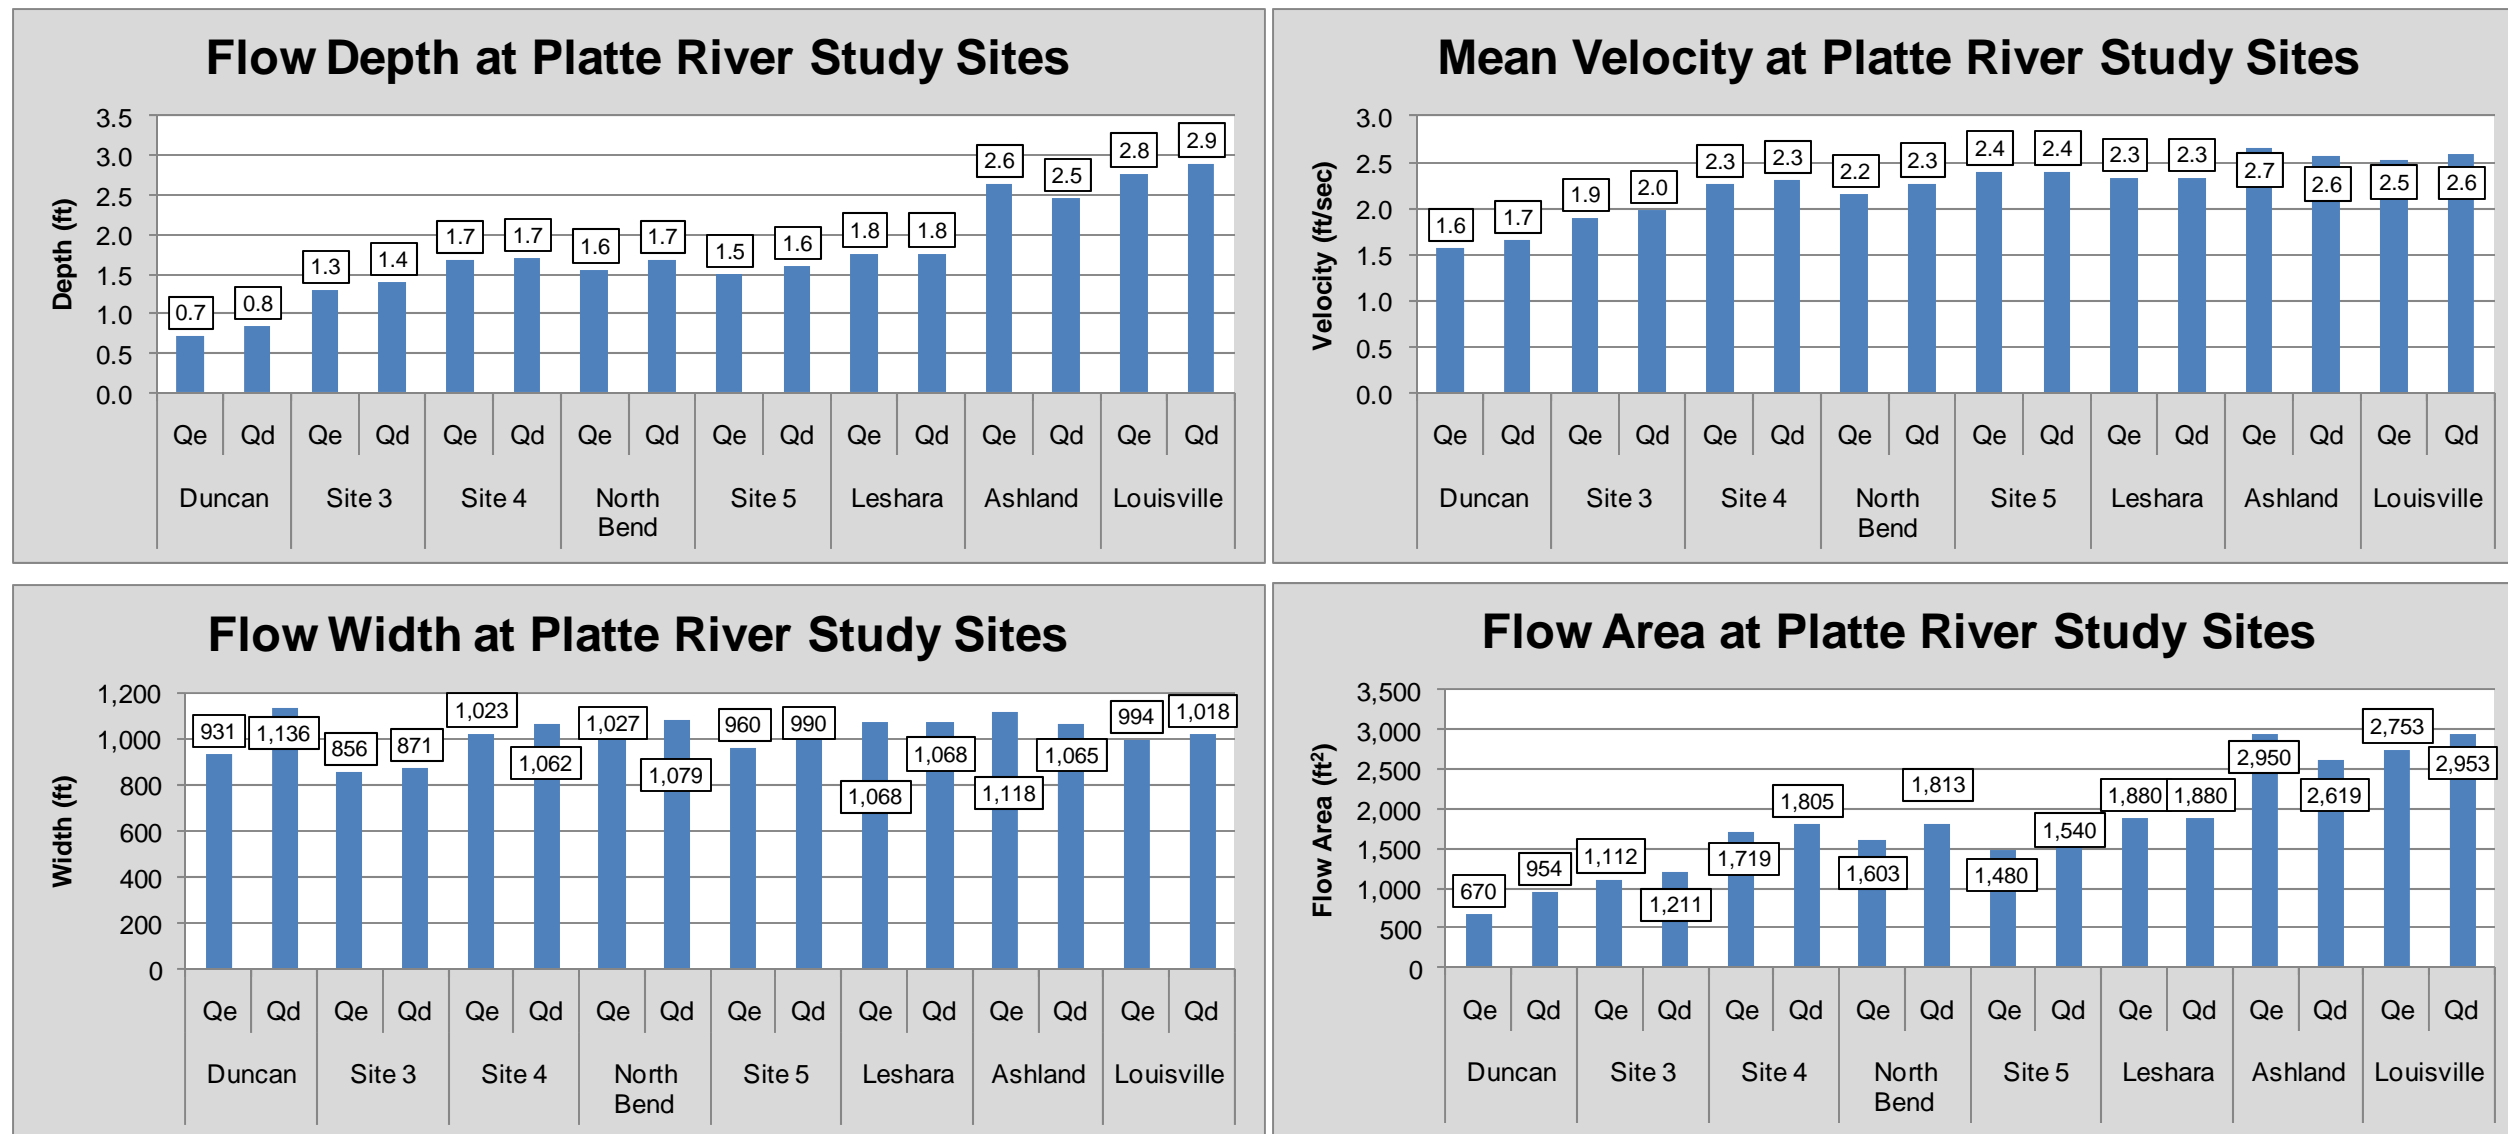 Flow Depth at Platte River Study Sites
3.5
3.0
2.5
2.0
1.5
1.0
0.5
0.0
Depth (ft)
0.7 0.8 1.3 1.4 1.7 1.7 1.6 1.7 1.5 1.6 1.8 1.8 2.6 2.5 2.8 2.9
Qe Qd Qe Qd Qe Qd Qe Qd Qe Qd Qe Qd Qe Qd Qe Qd
Duncan Site 3 Site 4 North Site 5 Leshara Ashland Louisville
Bend
Mean Velocity at Platte River Study Sites
3.0
2.5
2.0
1.5
1.0
0.5
0.0
Velocity (ft/sec)
1.6 1.7 1.9 2.0 2.3 2.3 2.2 2.3 2.4 2.4 2.3 2.3 2.7 2.6 2.5 2.6
Qe Qd Qe Qd Qe Qd Qe Qd Qe Qd Qe Qd Qe Qd Qe Qd
Duncan Site 3 Site 4 North Site 5 Leshara Ashland Louisville
Bend
Flow Width at Platte River Study Sites
1,200
1,000
800
600
400
200
0
Width (ft)
931 1,136 856 871 1,023 1,062 1,027 1,079 960 990 1,068 1,068 1,118 1,065 994 1,018
Qe Qd Qe Qd Qe Qd Qe Qd Qe Qd Qe Qd Qe Qd Qe Qd
Duncan Site 3 Site 4 North Site 5 Leshara Ashland Louisville
Bend
Flow Area at Platte River Study Sites
3,500
3,000
2,500
2,000
1,500
1,000
500
0
Flow Area (ft²)
670 954 1,112 1,211 1,719 1,805 1,603 1,813 1,480 1,540 1,880 1,880 2,950 2,619 2,753 2,953
Qe Qd Qe Qd Qe Qd Qe Qd Qe Qd Qe Qd Qe Qd Qe Qd
Duncan Site 3 Site 4 North Site 5 Leshara Ashland Louisville
Bend